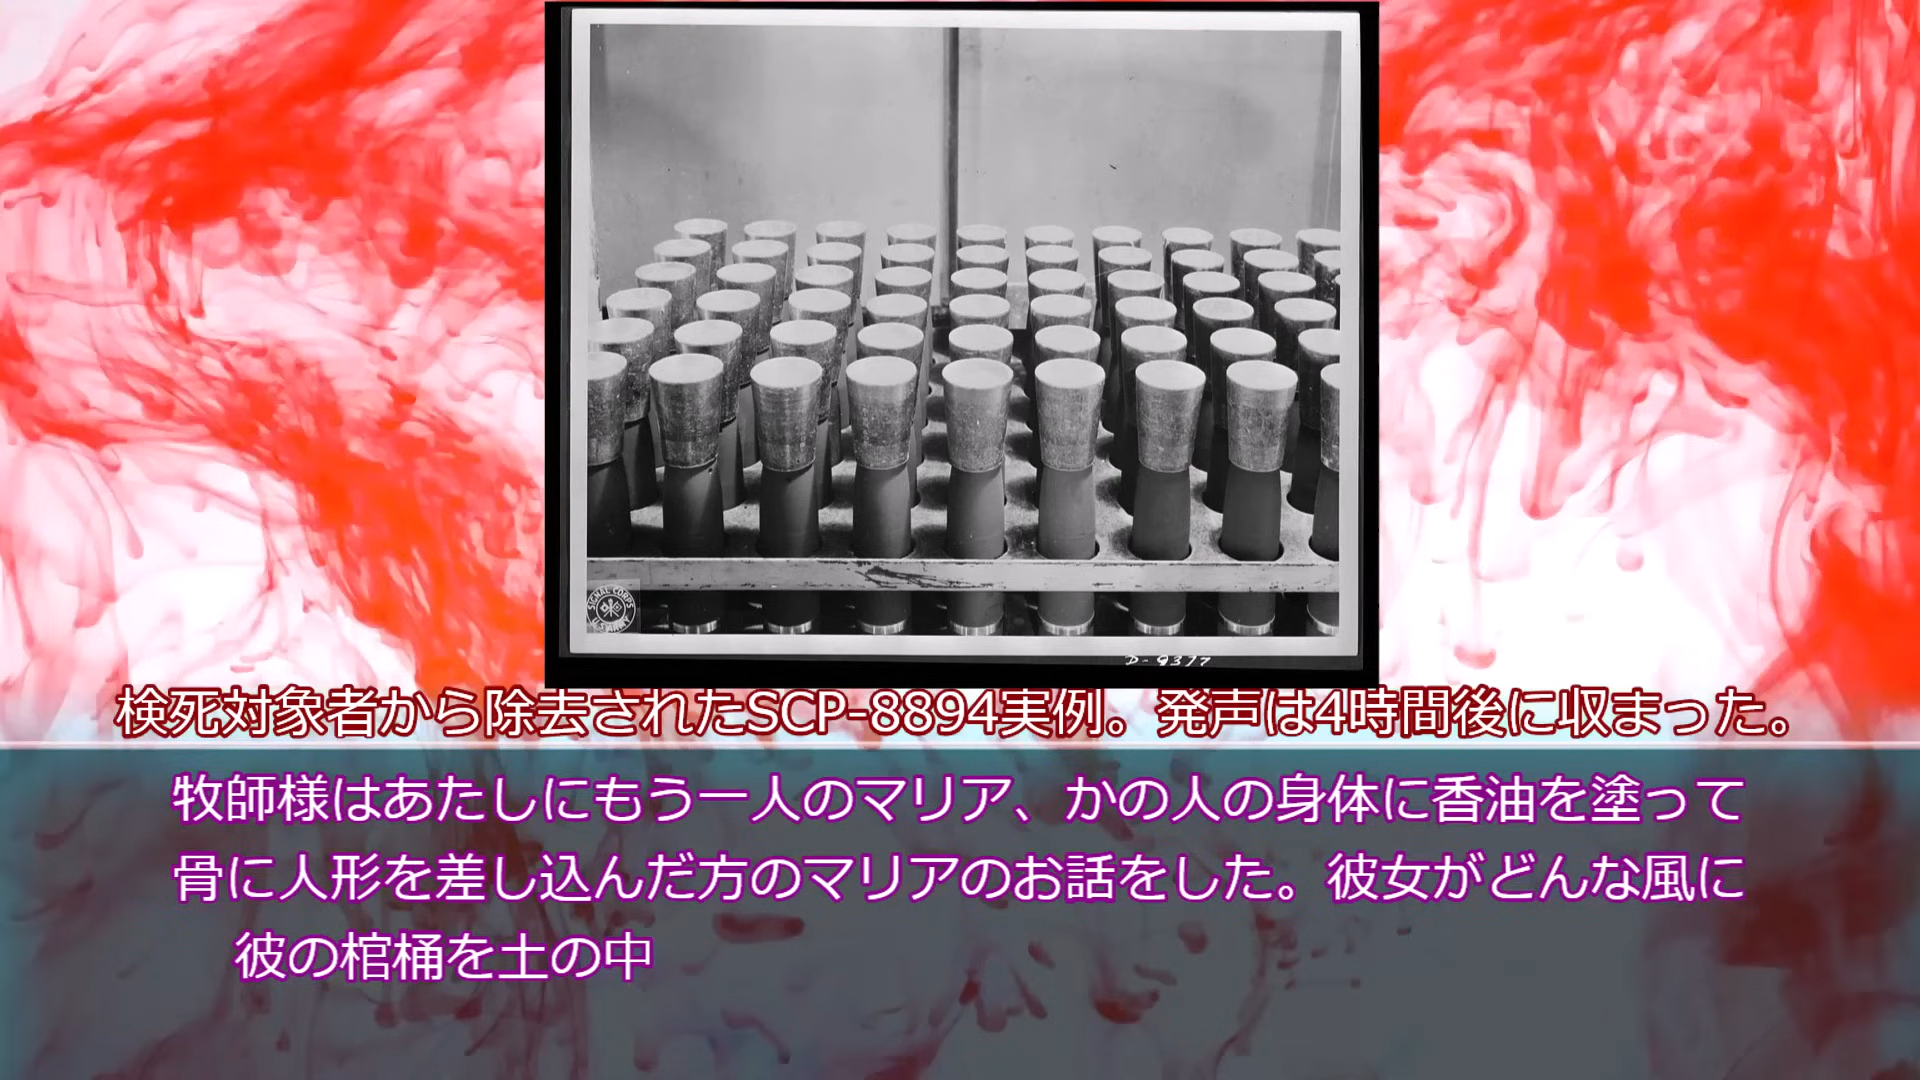 SIGNAL CORPS
U.S. ARMY
D-9377
検死対象者から除去されたSCP-8894実例。発声は4時間後に収まった。
牧師様はあたしにもう一人のマリア、かの人の身体に香油を塗って
骨に人形を差し込んだ方のマリアのお話をした。彼女がどんな風に
彼の棺桶を土の中